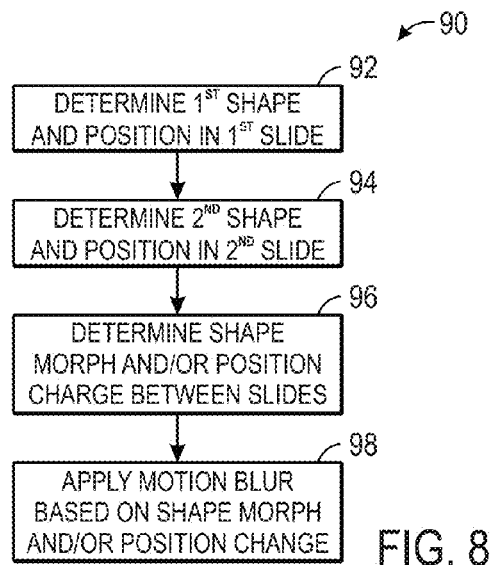 90
92
DETERMINE 1ST SHAPE
AND POSITION IN 1ST SLIDE
94
DETERMINE 2ND SHAPE
AND POSITION IN 2ND SLIDE
96
DETERMINE SHAPE
MORPH AND/OR POSITION
CHARGE BETWEEN SLIDES
98
APPLY MOTION BLUR
BASED ON SHAPE MORPH
AND/OR POSITION CHANGE
FIG. 8